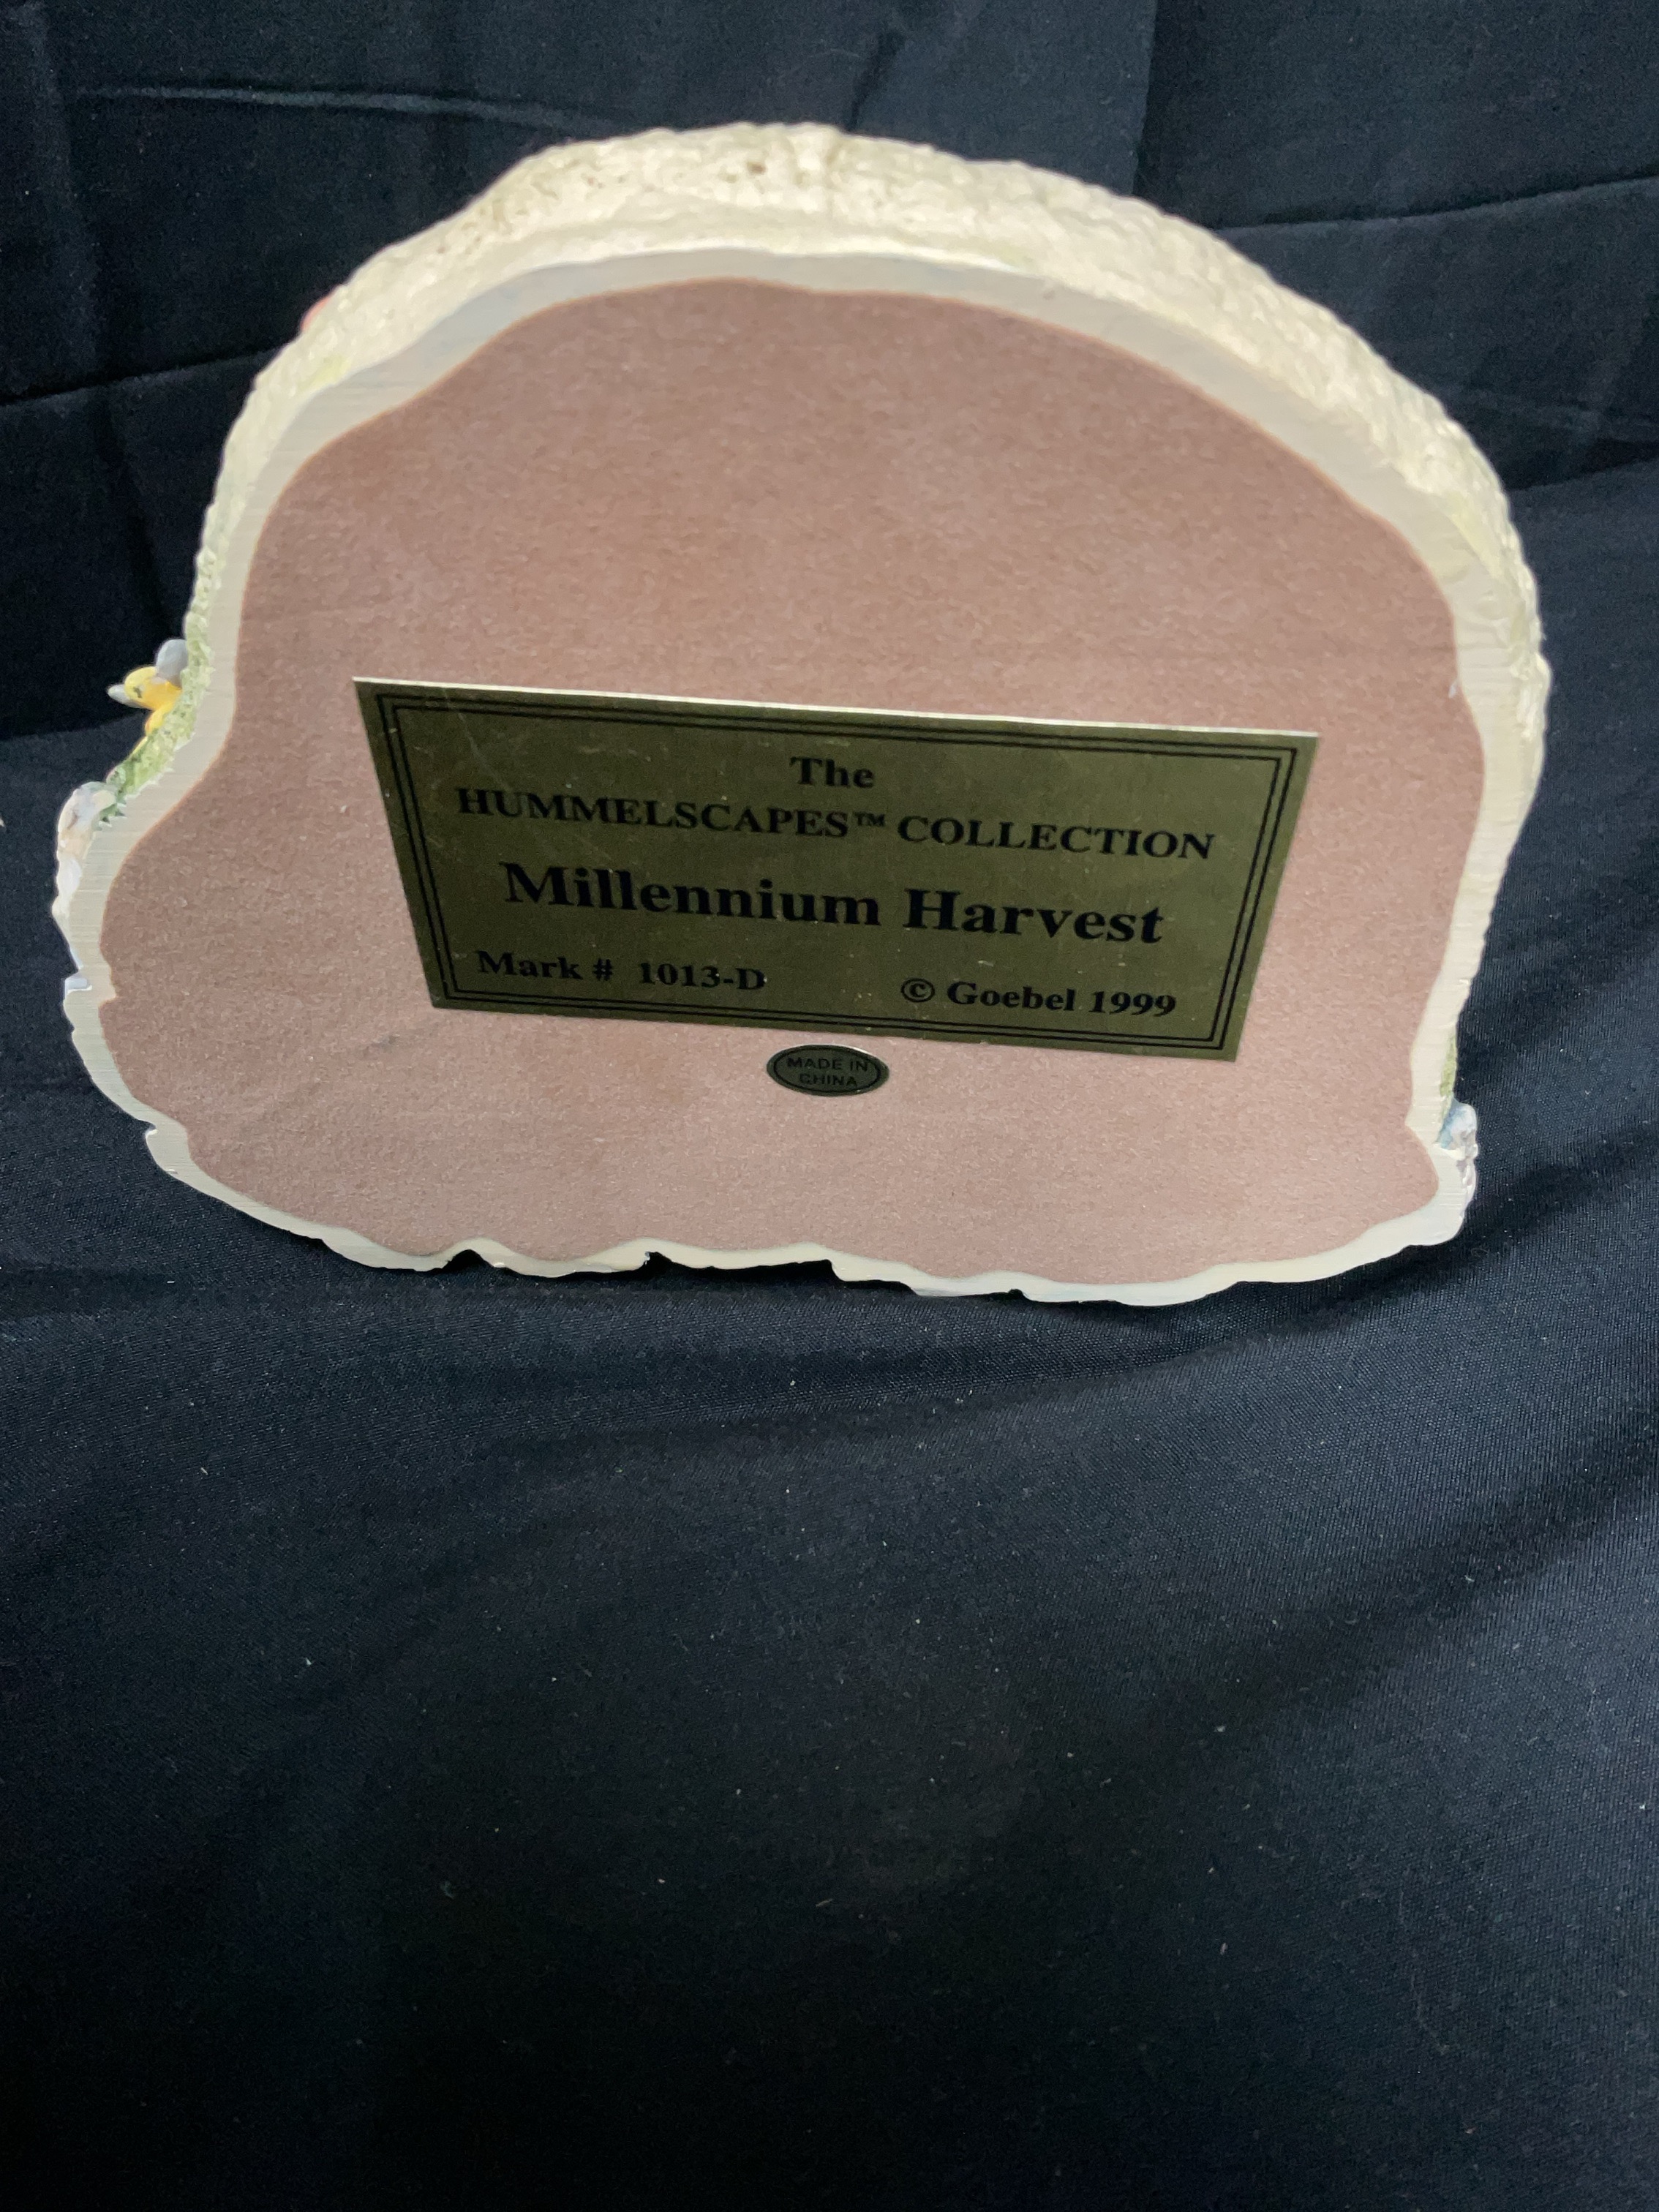 The
HUMMELSCAPES™ COLLECTION
Millennium Harvest
Mark # 1013-D © Goebel 1999
MADE IN
CHINA